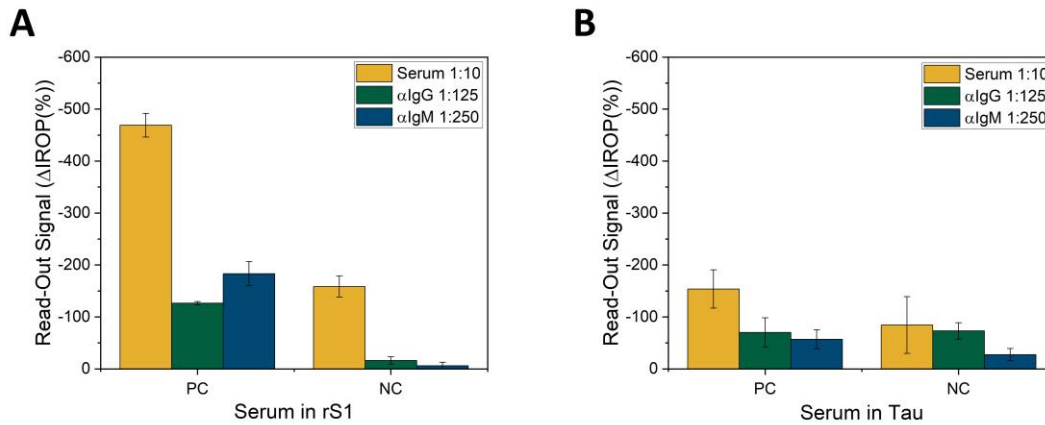 A
Read-Out Signal (ΔIROP(%))
-600
-500
-400
-300
-200
-100
0
Serum 1:10
αIgG 1:125
αIgM 1:250
PC
NC
Serum in rS1
B
Read-Out Signal (ΔIROP(%))
-600
-500
-400
-300
-200
-100
0
Serum 1:10
αIgG 1:125
αIgM 1:250
PC
NC
Serum in Tau